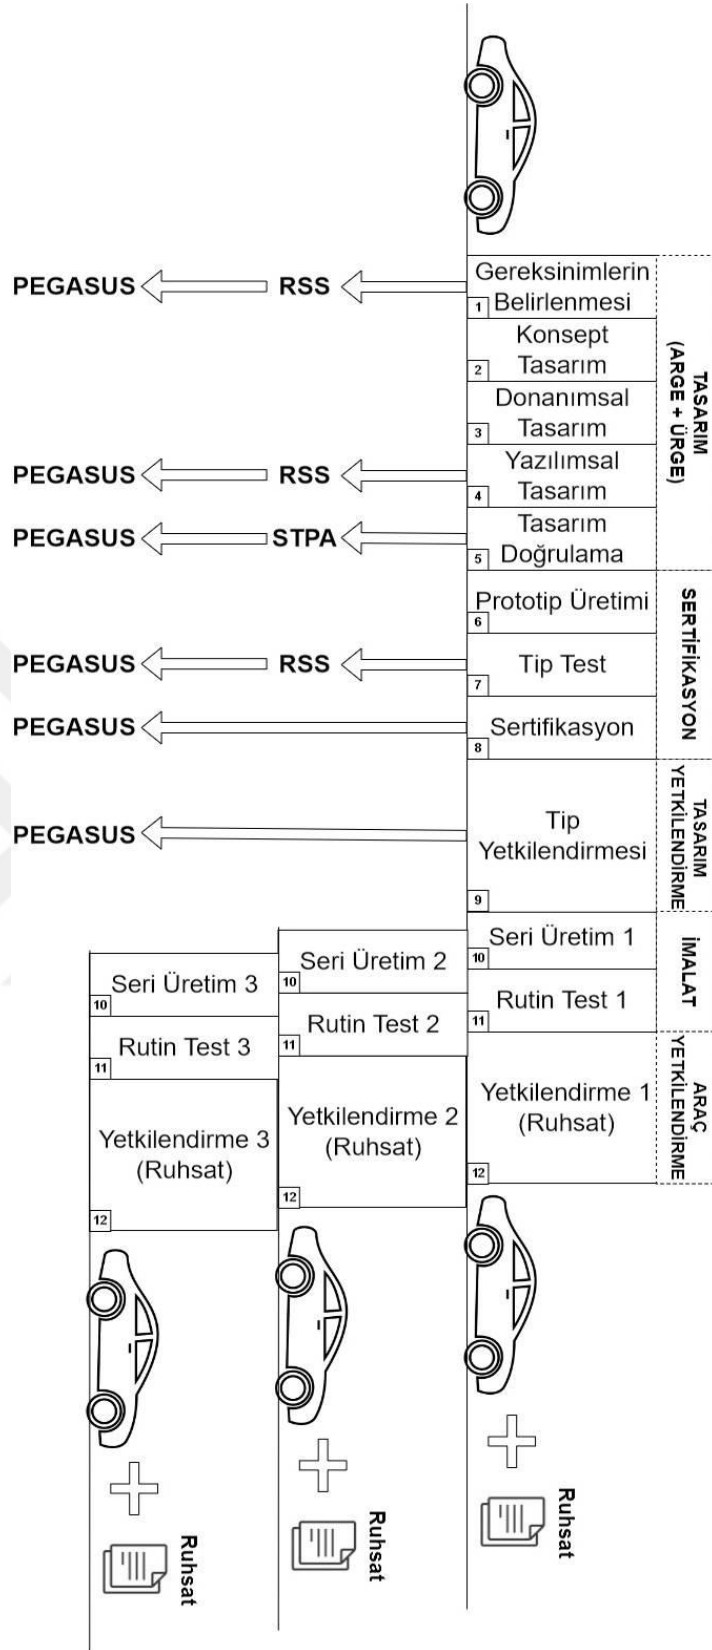 PEGASUS
RSS
Gereksinimlerin
Belirlenmesi
1
Konsept
Tasarım
2
Donanımsal
Tasarım
3
PEGASUS
RSS
Yazılımsal
Tasarım
4
PEGASUS
STPA
Tasarım
Doğrulama
5
TASARIM
(ARGE + ÜRGE)
Prototip Üretimi
6
PEGASUS
RSS
Tip Test
7
PEGASUS
Sertifikasyon
8
SERTİFİKASYON
PEGASUS
Tip
Yetkilendirmesi
9
TASARIM
YETKİLENDİRME
Seri Üretim 1
10
Rutin Test 1
11
İMALAT
Yetkilendirme 1
(Ruhsat)
12
ARAÇ
YETKİLENDİRME
Seri Üretim 2
10
Rutin Test 2
11
Yetkilendirme 2
(Ruhsat)
12
Seri Üretim 3
10
Rutin Test 3
11
Yetkilendirme 3
(Ruhsat)
12
Ruhsat
Ruhsat
Ruhsat